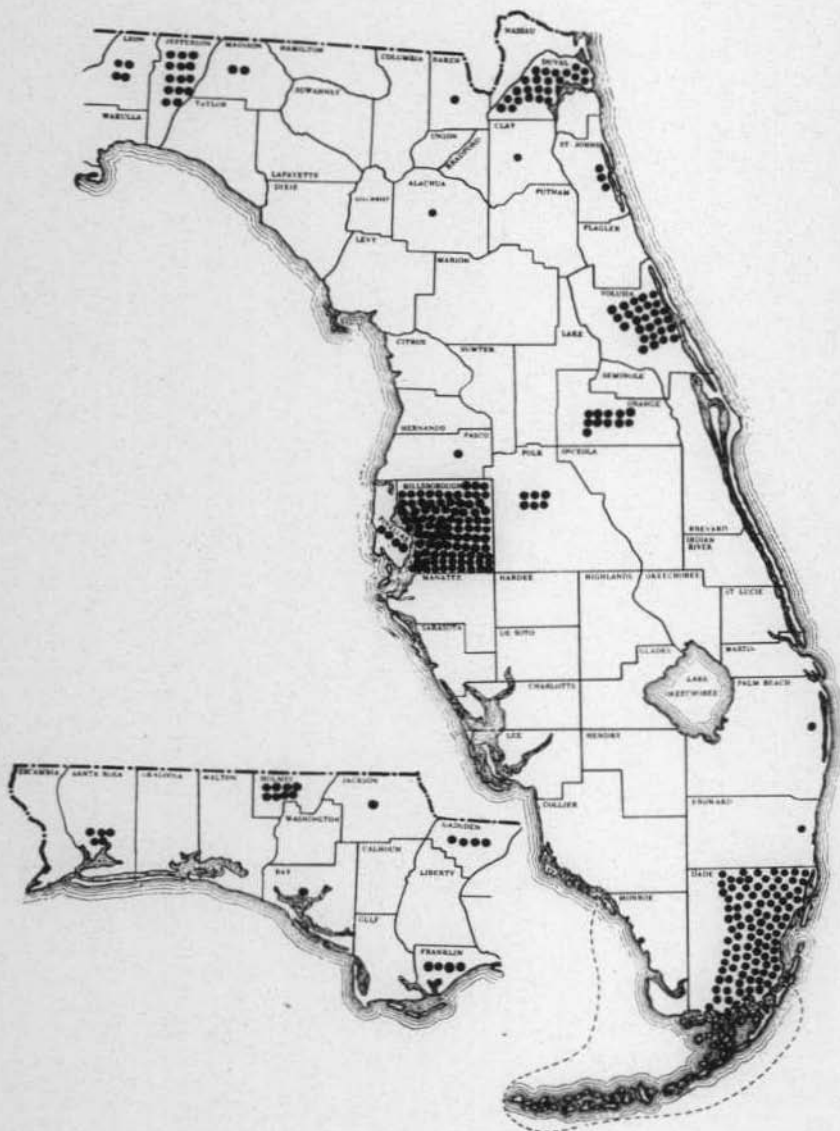 NASSAU
LEON
JEFFERSON
MADISON
HAMILTON
COLUMBIA
BAKER
DUVAL
SUWANNEE
TAYLOR
WAKULLA
UNION
BRADFORD
CLAY
ST. JOHNS
LAFAYETTE
DIXIE
ALACHUA
PUTNAM
FLAGLER
LEVY
MARION
VOLUSIA
CITRUS
SUMTER
LAKE
SEMINOLE
ORANGE
HERNANDO
PASCO
POLK
OSCEOLA
HILLSBOROUGH
BREVARD
INDIAN
RIVER
MANATEE
HARDEE
HIGHLANDS
OKEECHOBEE
ST LUCIE
SARASOTA
DE SOTO
GLADES
MARTIN
CHARLOTTE
LAKE
OKEECHOBEE
PALM BEACH
LEE
HENDRY
COLLIER
BROWARD
DADE
MONROE
ESCAMBIA
SANTA ROSA
OKALOOSA
WALTON
HOLMES
JACKSON
WASHINGTON
GADSDEN
CALHOUN
LIBERTY
BAY
GULF
FRANKLIN